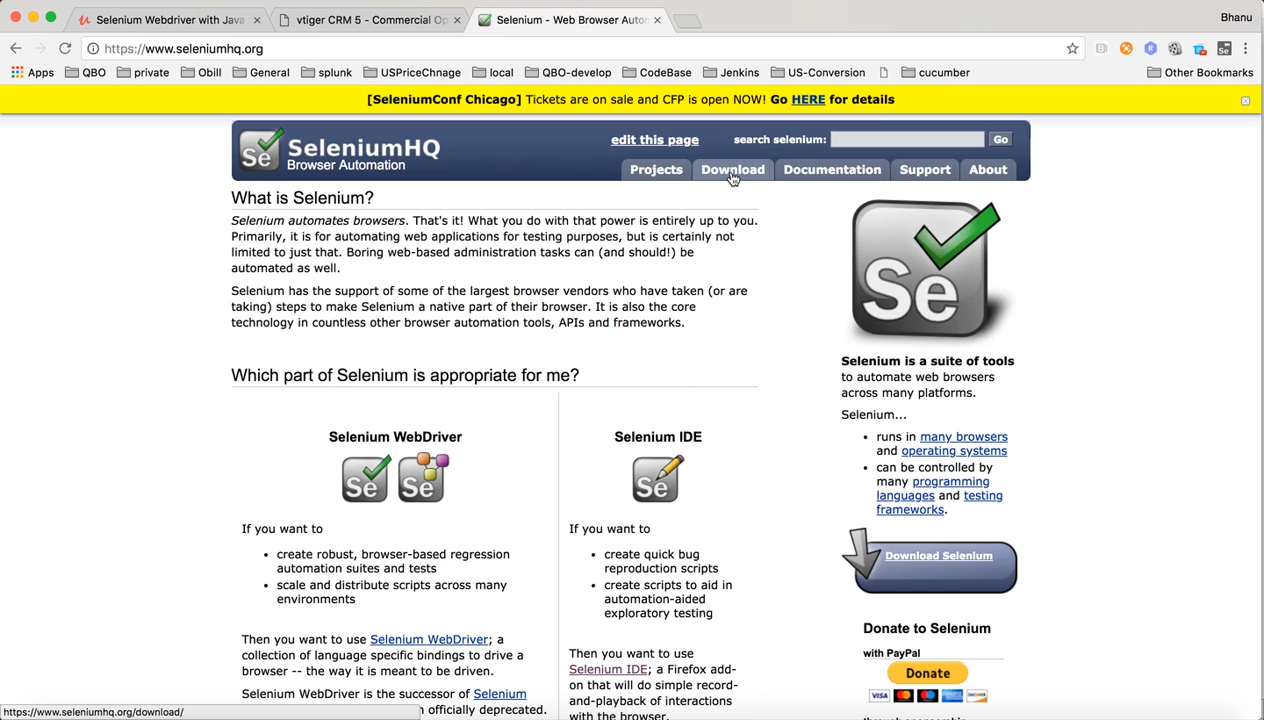 Selenium Webdriver with Java
vtiger CRM 5 - Commercial Op
Selenium - Web Browser Autom
Bhanu
https://www.seleniumhq.org
Apps QBO private Obill General splunk USPriceChnage local QBO-develop CodeBase Jenkins US-Conversion cucumber Other Bookmarks
[SeleniumConf Chicago] Tickets are on sale and CFP is open NOW! Go HERE for details
Se SeleniumHQ
Browser Automation
edit this page search selenium: Go
Projects Download Documentation Support About
What is Selenium?
Selenium automates browsers. That's it! What you do with that power is entirely up to you.
Primarily, it is for automating web applications for testing purposes, but is certainly not
limited to just that. Boring web-based administration tasks can (and should!) be
automated as well.
Selenium has the support of some of the largest browser vendors who have taken (or are
taking) steps to make Selenium a native part of their browser. It is also the core
technology in countless other browser automation tools, APIs and frameworks.
Which part of Selenium is appropriate for me?
Selenium WebDriver
Se Se
If you want to
• create robust, browser-based regression
automation suites and tests
• scale and distribute scripts across many
environments
Then you want to use Selenium WebDriver; a
collection of language specific bindings to drive a
browser -- the way it is meant to be driven.
Selenium WebDriver is the successor of Selenium
officially deprecated.
Selenium IDE
Se
If you want to
• create quick bug
reproduction scripts
• create scripts to aid in
automation-aided
exploratory testing
Then you want to use
Selenium IDE; a Firefox add-
on that will do simple record-
and-playback of interactions
with the browser.
Se
Selenium is a suite of tools
to automate web browsers
across many platforms.
Selenium...
• runs in many browsers
and operating systems
• can be controlled by
many programming
languages and testing
frameworks.
Download Selenium
Donate to Selenium
with PayPal
Donate
VISA
https://www.seleniumhq.org/download/